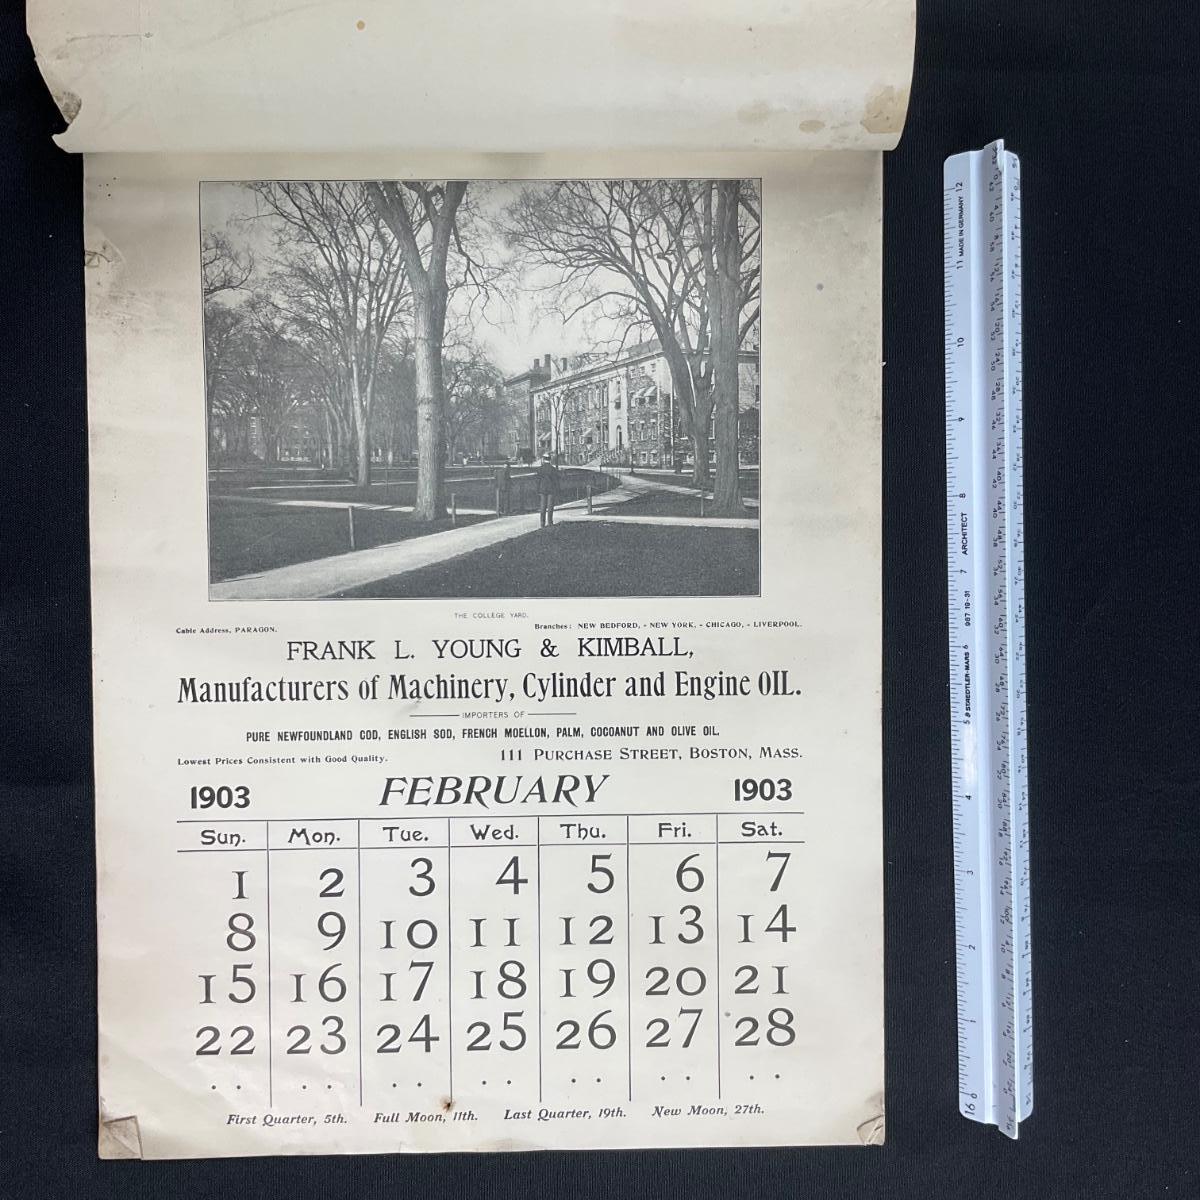 THE COLLEGE YARD.
Cable Address, PARAGON. Branches: NEW BEDFORD, - NEW YORK, - CHICAGO, - LIVERPOOL.
FRANK L. YOUNG & KIMBALL,
Manufacturers of Machinery, Cylinder and Engine OIL.
IMPORTERS OF
PURE NEWFOUNDLAND COD, ENGLISH SOD, FRENCH MOELLON, PALM, COCOANUT AND OLIVE OIL.
Lowest Prices Consistent with Good Quality. 111 PURCHASE STREET, BOSTON, MASS.
1903 FEBRUARY 1903
Sun. Mon. Tue. Wed. Thu. Fri. Sat.
1 2 3 4 5 6 7
8 9 10 11 12 13 14
15 16 17 18 19 20 21
22 23 24 25 26 27 28
. . . . . . . . . . . . . .
First Quarter, 5th. Full Moon, 11th. Last Quarter, 19th. New Moon, 27th.
16 0 1 2 3 4 5 6 7 8 9 10 11 12
STAEDTLER-MARS 987 19-31 ARCHITECT
MADE IN GERMANY